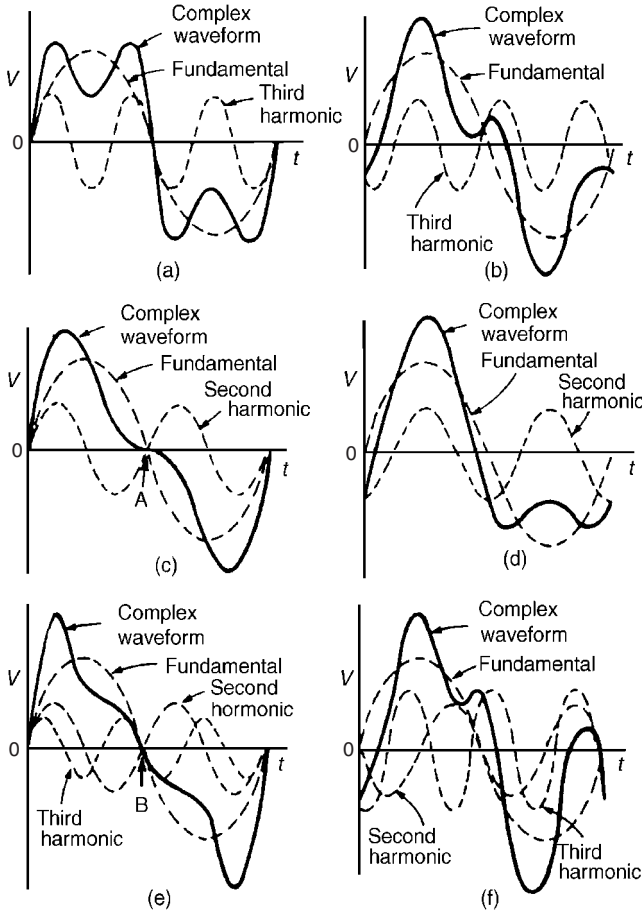 Complex
waveform
V
Fundamental
Third
harmonic
0
t
(a)
Complex
waveform
V
Fundamental
0
t
Third
harmonic
(b)
Complex
waveform
Fundamental
V
Second
harmonic
0
t
A
(c)
Complex
waveform
Fundamental
V
Second
harmonic
0
t
(d)
Complex
waveform
Fundamental
V
Second
hormonic
0
t
Third
harmonic
B
(e)
Complex
waveform
Fundamental
V
0
t
Second
harmonic
Third
harmonic
(f)